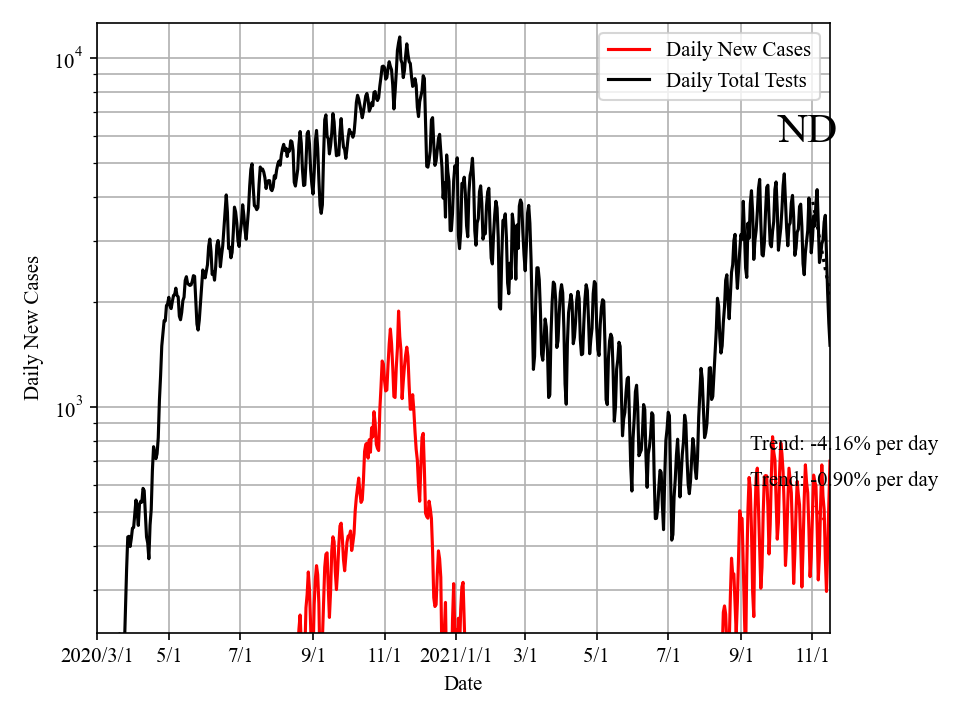 Daily New Cases
Daily Total Tests
ND
10^4
10^3
Daily New Cases
Trend: -4.16% per day
Trend: -0.90% per day
2020/3/1 5/1 7/1 9/1 11/1 2021/1/1 3/1 5/1 7/1 9/1 11/1
Date